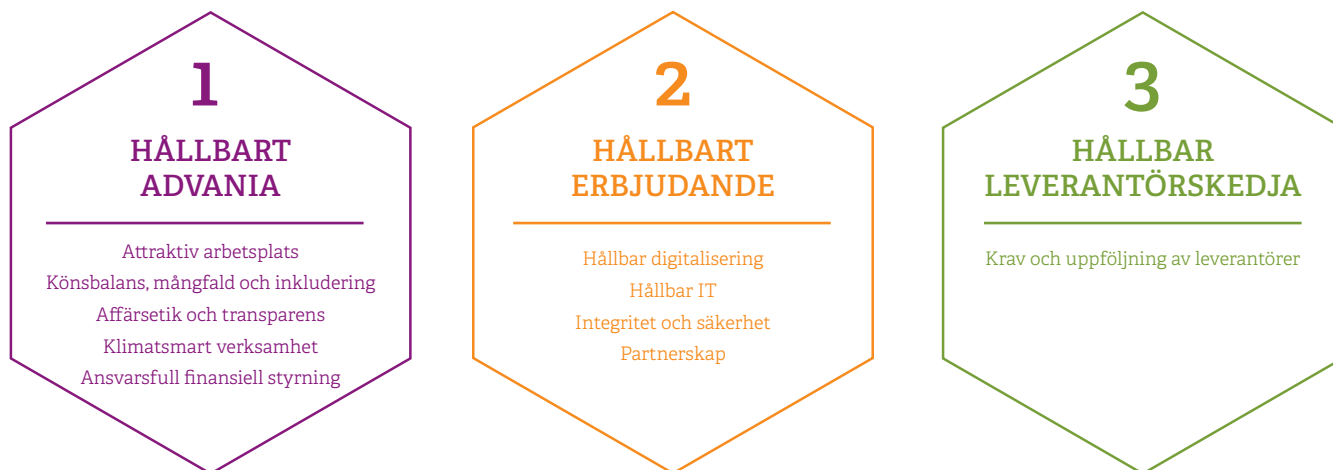 1
HÅLLBART
ADVANIA
Attraktiv arbetsplats
Könsbalans, mångfald och inkludering
Affärsetik och transparens
Klimatsmart verksamhet
Ansvarsfull finansiell styrning
2
HÅLLBART
ERBJUDANDE
Hållbar digitalisering
Hållbar IT
Integritet och säkerhet
Partnerskap
3
HÅLLBAR
LEVERANTÖRSKEDJA
Krav och uppföljning av leverantörer